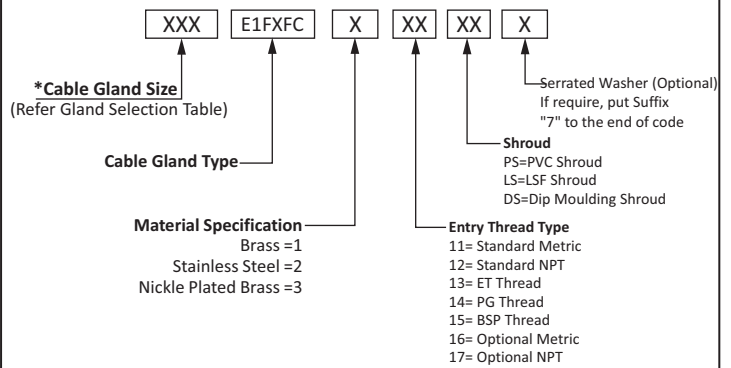 XXX E1FXFC X XX XX X
*Cable Gland Size
(Refer Gland Selection Table)
Cable Gland Type
Material Specification
Brass =1
Stainless Steel =2
Nickle Plated Brass =3
Serrated Washer (Optional)
If require, put Suffix
"7" to the end of code
Shroud
PS=PVC Shroud
LS=LSF Shroud
DS=Dip Moulding Shroud
Entry Thread Type
11= Standard Metric
12= Standard NPT
13= ET Thread
14= PG Thread
15= BSP Thread
16= Optional Metric
17= Optional NPT